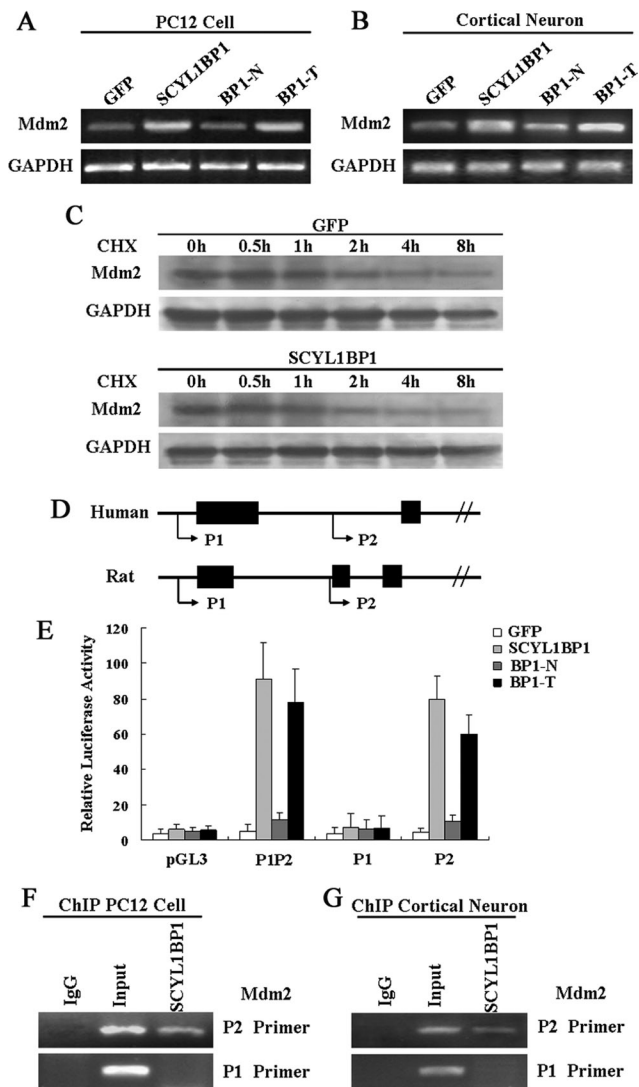 A
PC12 Cell
GFP SCYL1BP1 BP1-N BP1-T
Mdm2
GAPDH
B
Cortical Neuron
GFP SCYL1BP1 BP1-N BP1-T
Mdm2
GAPDH
C
GFP
CHX 0h 0.5h 1h 2h 4h 8h
Mdm2
GAPDH
SCYL1BP1
CHX 0h 0.5h 1h 2h 4h 8h
Mdm2
GAPDH
D
Human
P1 P2
Rat
P1 P2
E
Relative Luciferase Activity
120
100
80
60
40
20
0
pGL3 P1P2 P1 P2
GFP
SCYL1BP1
BP1-N
BP1-T
F
ChIP PC12 Cell
IgG Input SCYL1BP1
Mdm2
P2 Primer
P1 Primer
G
ChIP Cortical Neuron
IgG Input SCYL1BP1
Mdm2
P2 Primer
P1 Primer